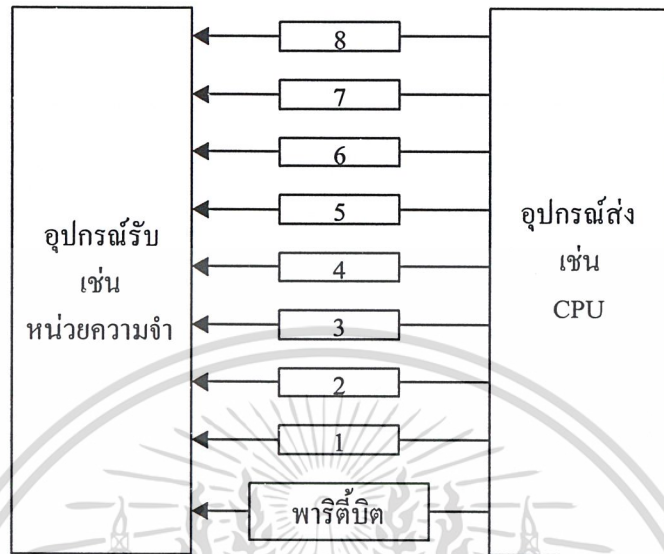 8
7
6
5
4
3
2
1
พาริตี้บิต
อุปกรณ์รับ
เช่น
หน่วยความจำ
อุปกรณ์ส่ง
เช่น
CPU